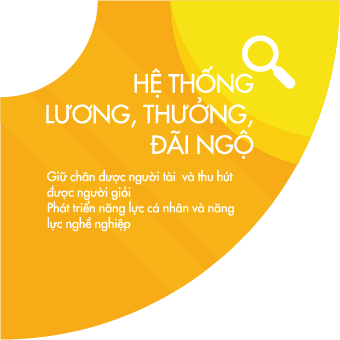 HỆ THỐNG
LƯƠNG, THƯỞNG,
ĐÃI NGỘ
Giữ chân được người tài và thu hút
được người giỏi
Phát triển năng lực cá nhân và năng
lực nghề nghiệp